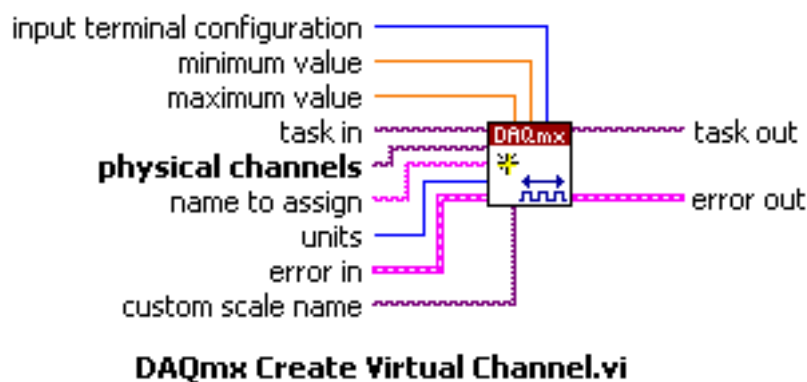 input terminal configuration
minimum value
maximum value
task in
physical channels
name to assign
units
error in
custom scale name
DAQmx
task out
error out
DAQmx Create Virtual Channel.vi